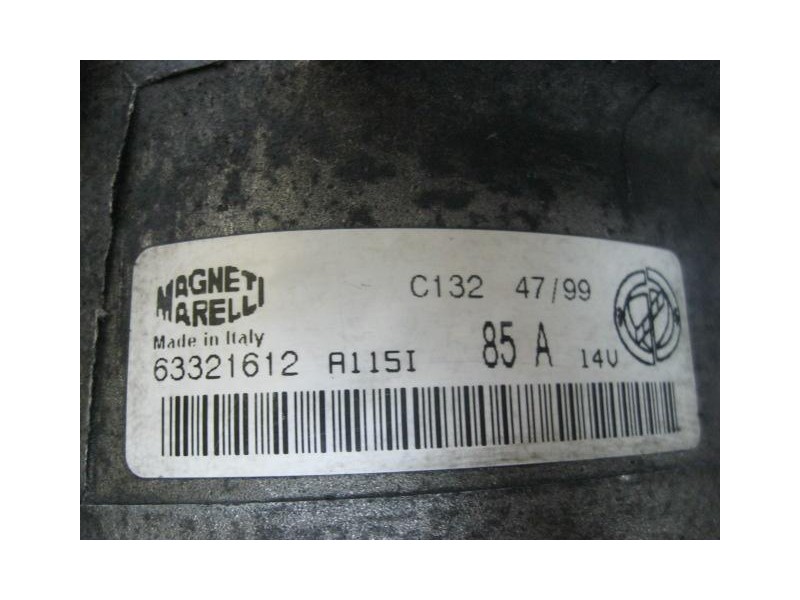 MAGNETI
MARELLI
C132 47/99
Made in Italy
63321612 A115I 85 A 14V